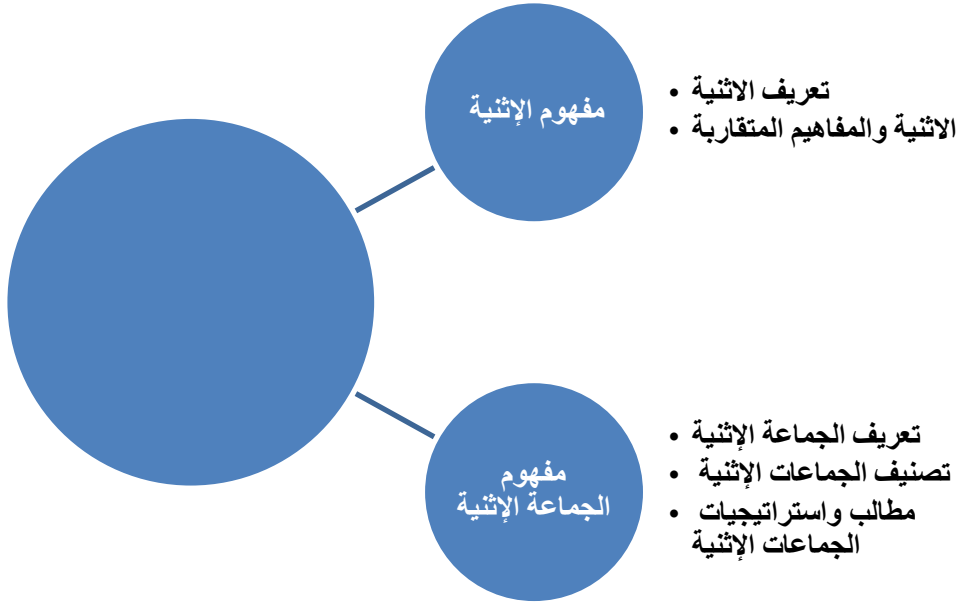 مفهوم الإثنية
• تعريف الاثنية
• الاثنية والمفاهيم المتقاربة
مفهوم
الجماعة الإثنية
• تعريف الجماعة الإثنية
• تصنيف الجماعات الإثنية
• مطالب واستراتيجيات
الجماعات الإثنية